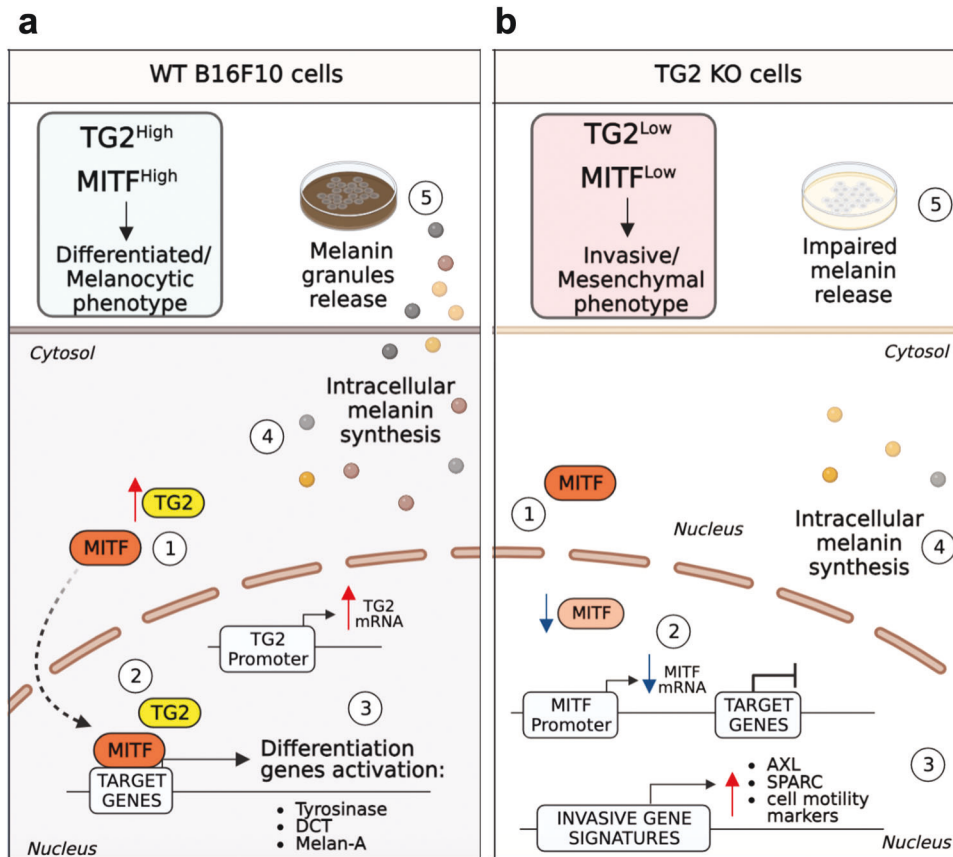 a
WT B16F10 cells
TG2High
MITFHigh
Differentiated/
Melanocytic
phenotype
5
Melanin
granules
release
Cytosol
Intracellular
melanin
synthesis
4
TG2
MITF
1
TG2
mRNA
TG2
Promoter
2
TG2
3
MITF
TARGET
GENES
Differentiation
genes activation:
• Tyrosinase
• DCT
• Melan-A
Nucleus
b
TG2 KO cells
TG2Low
MITFLow
Invasive/
Mesenchymal
phenotype
5
Impaired
melanin
release
Cytosol
MITF
1
Nucleus
Intracellular
melanin
synthesis
4
MITF
2
MITF
mRNA
MITF
Promoter
TARGET
GENES
3
• AXL
• SPARC
• cell motility
markers
INVASIVE GENE
SIGNATURES
Nucleus